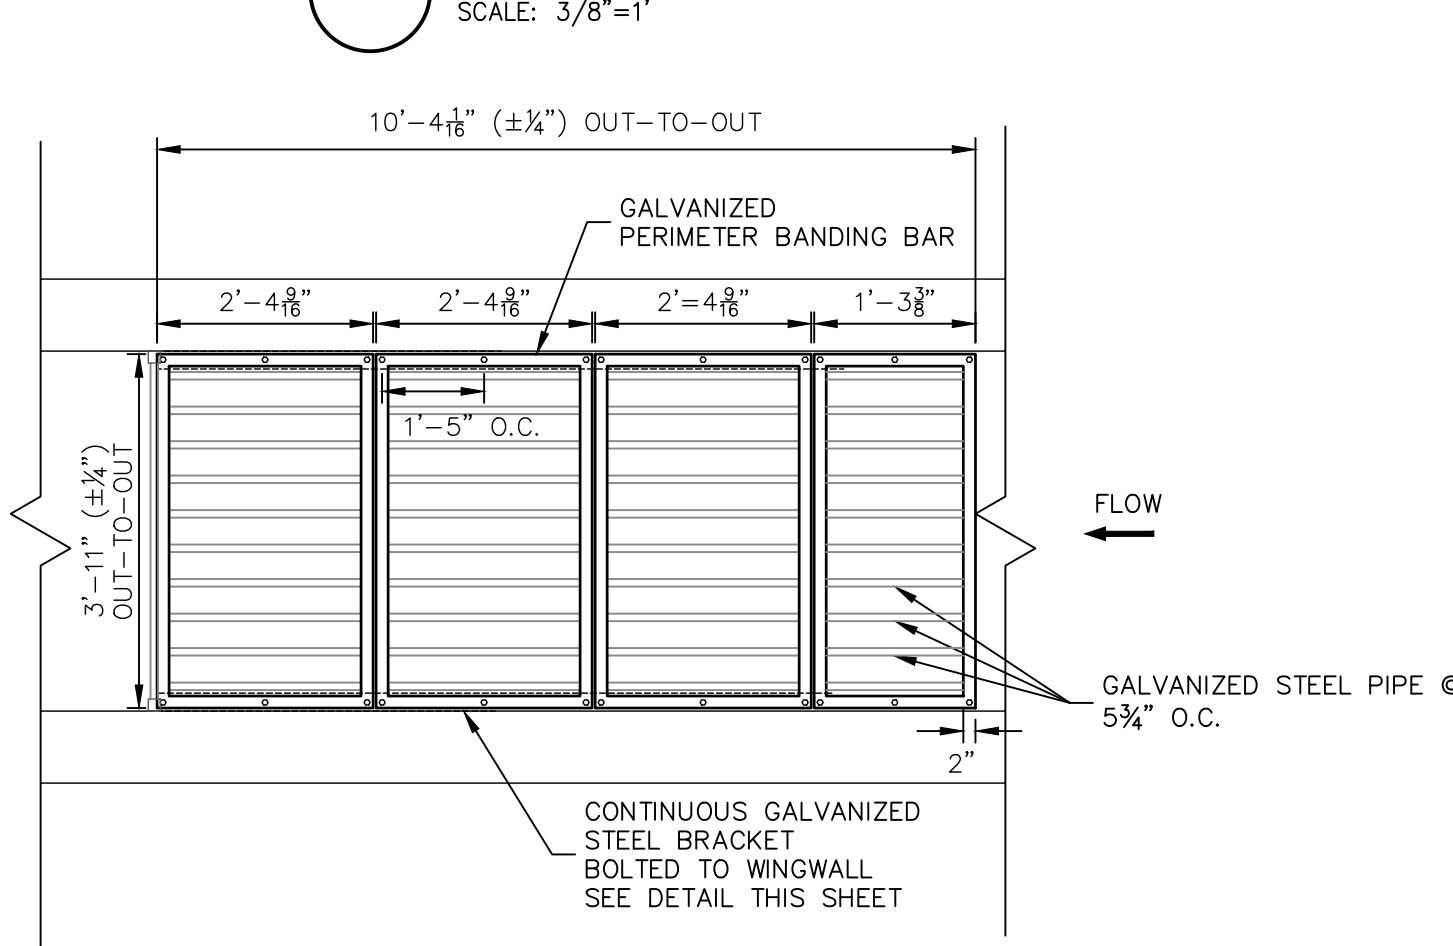 SCALE: 3/8"=1'
10'-4 1/16" (±1/4") OUT-TO-OUT
GALVANIZED
PERIMETER BANDING BAR
2'-4 9/16"
2'-4 9/16"
2'=4 9/16"
1'-3 3/8"
1'-5" O.C.
3'-11" (±1/4")
OUT-TO-OUT
FLOW
GALVANIZED STEEL PIPE @
5 3/4" O.C.
2"
CONTINUOUS GALVANIZED
STEEL BRACKET
BOLTED TO WINGWALL
SEE DETAIL THIS SHEET